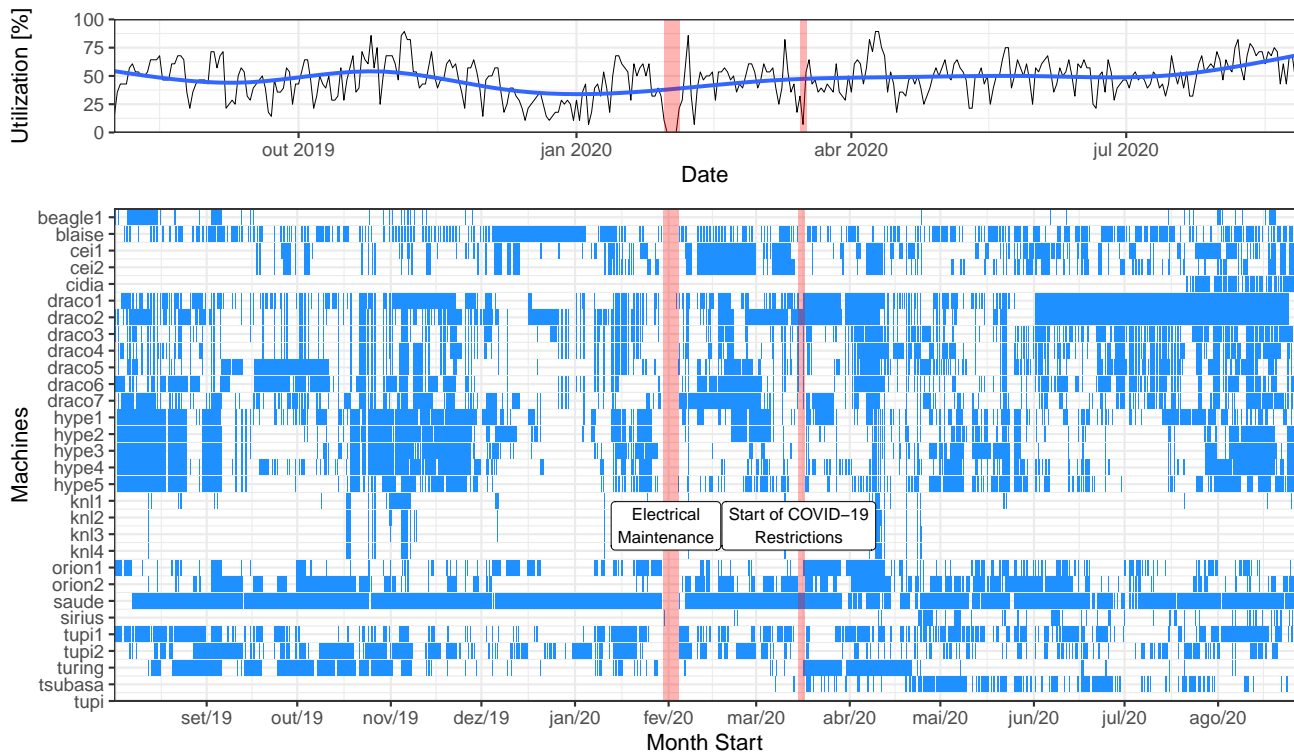 Utilization [%]
100
75
50
25
0
out 2019
jan 2020
abr 2020
jul 2020
Date
Machines
beagle1
blaise
cei1
cei2
cidia
draco1
draco2
draco3
draco4
draco5
draco6
draco7
hype1
hype2
hype3
hype4
hype5
knl1
knl2
knl3
knl4
orion1
orion2
saude
sirius
tupi1
tupi2
turing
tsubasa
tupi
Electrical
Maintenance
Start of COVID−19
Restrictions
set/19
out/19
nov/19
dez/19
jan/20
fev/20
mar/20
abr/20
mai/20
jun/20
jul/20
ago/20
Month Start